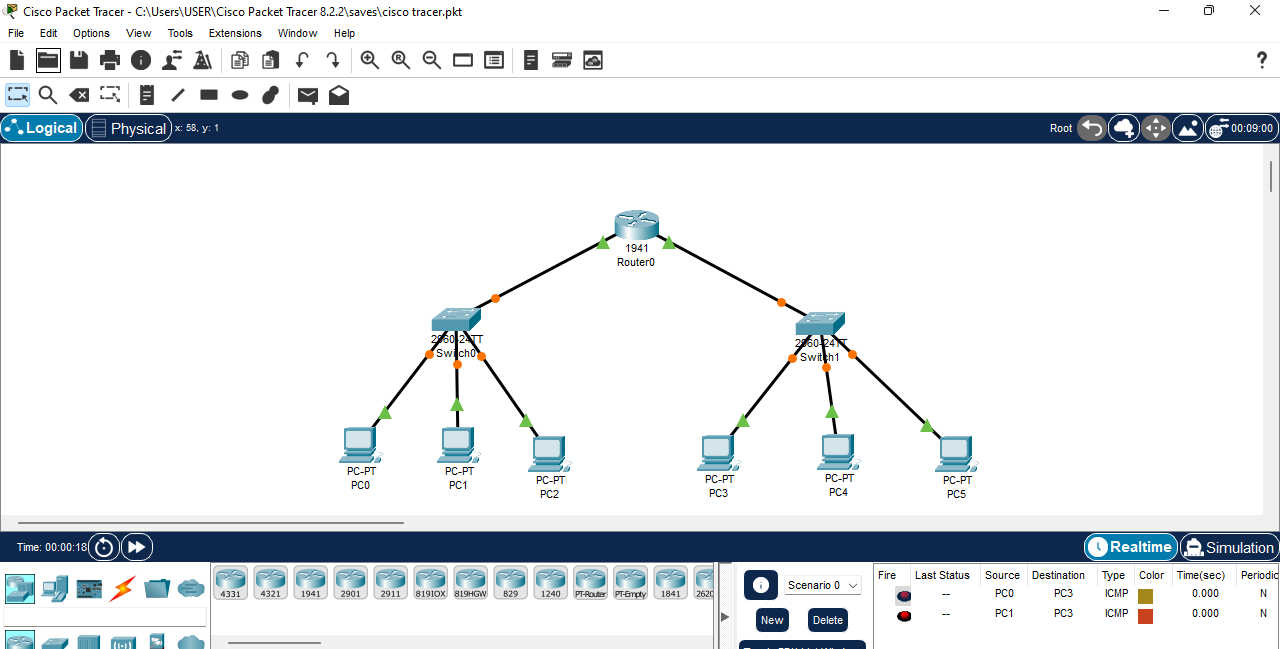 Cisco Packet Tracer - C:\Users\USER\Cisco Packet Tracer 8.2.2\saves\cisco tracer.pkt
File Edit Options View Tools Extensions Window Help
Logical Physical x: 58, y: 1 Root 00:09:00
1941
Router0
2960-24TT
Switch0
2960-24TT
Switch1
PC-PT
PC0
PC-PT
PC1
PC-PT
PC2
PC-PT
PC3
PC-PT
PC4
PC-PT
PC5
Time: 00:00:18 Realtime Simulation
4331 4321 1941 2901 2911 819IOX 819HGW 829 1240 PT-Router PT-Empty 1841 2620
Scenario 0
New Delete
Fire Last Status Source Destination Type Color Time(sec) Periodic
-- PC0 PC3 ICMP 0.000 N
-- PC1 PC3 ICMP 0.000 N